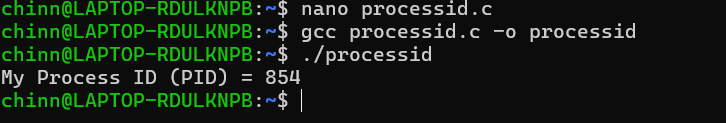 chinn@LAPTOP-RDULKNPB:~$ nano processid.c
chinn@LAPTOP-RDULKNPB:~$ gcc processid.c -o processid
chinn@LAPTOP-RDULKNPB:~$ ./processid
My Process ID (PID) = 854
chinn@LAPTOP-RDULKNPB:~$